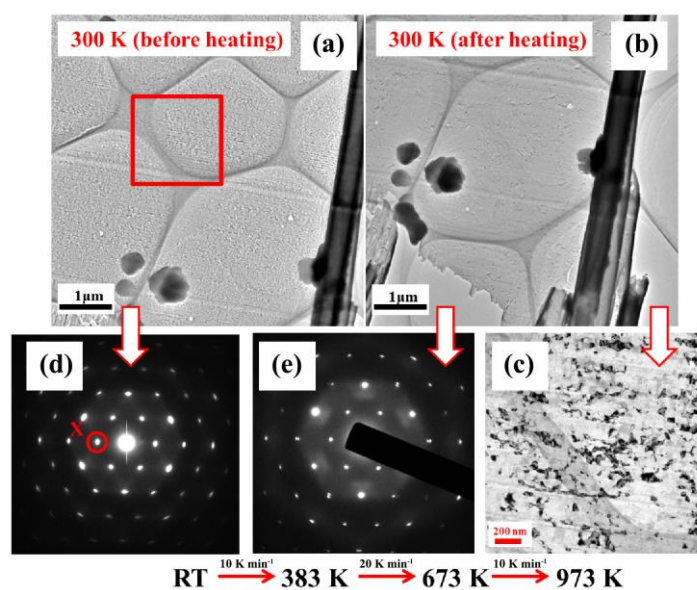 300 K (before heating)
(a)
300 K (after heating)
(b)
1μm
1μm
(d)
X
(e)
(c)
200 nm
RT 10 K min⁻¹ 383 K 20 K min⁻¹ 673 K 10 K min⁻¹ 973 K